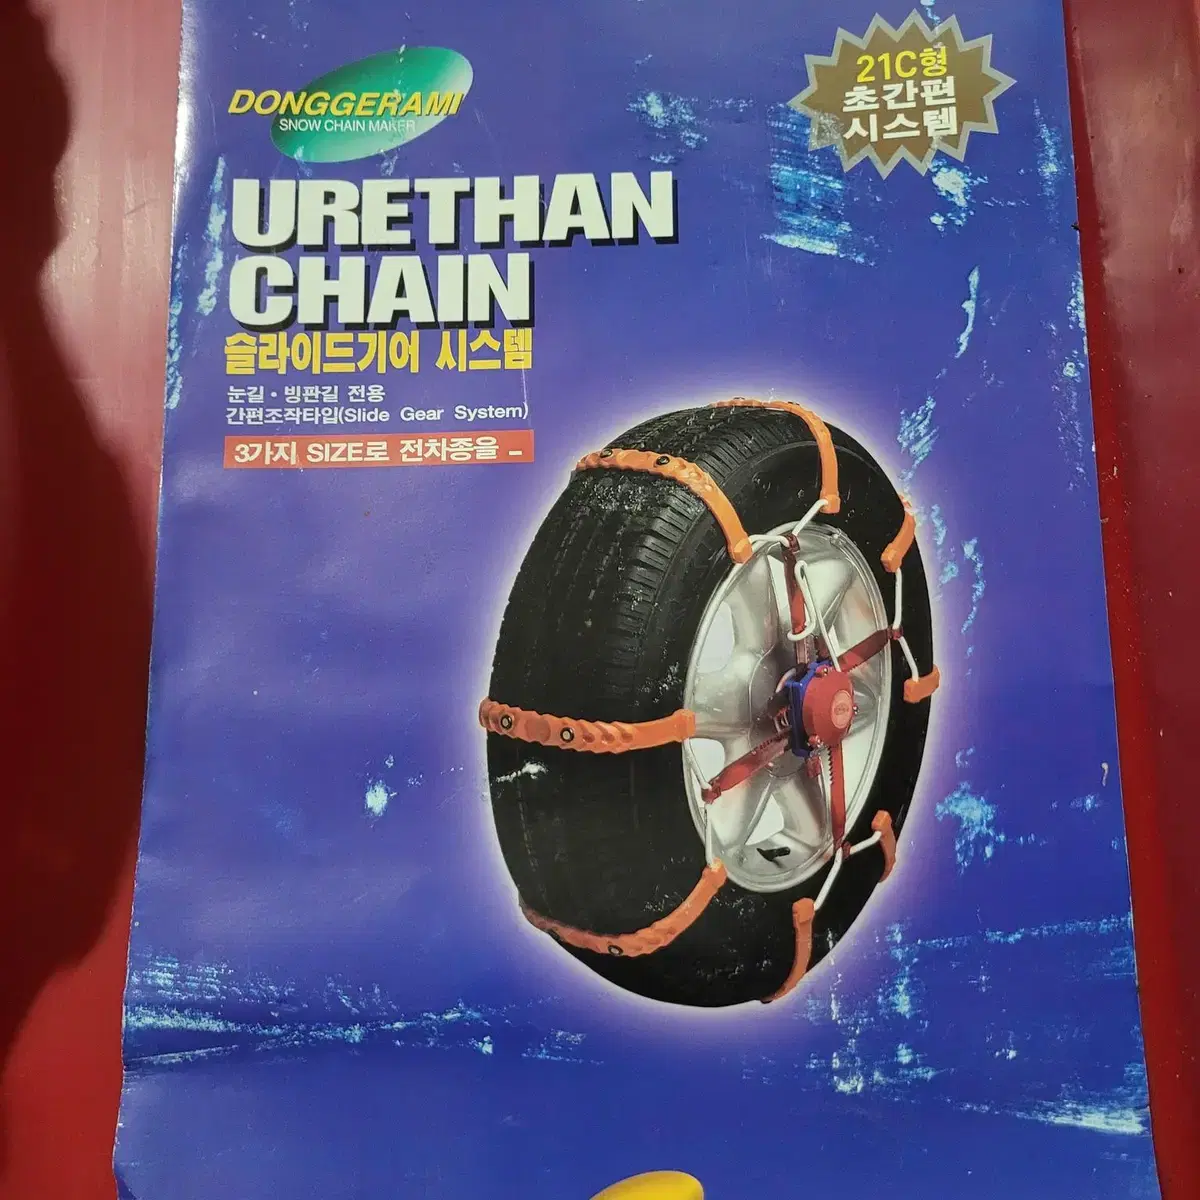 DONGGERAMI
SNOW CHAIN MAKER
21C형
초간편
시스템
URETHAN
CHAIN
슬라이드기어 시스템
눈길·빙판길 전용
간편조작타입(Slide Gear System)
3가지 SIZE로 전차종을 -